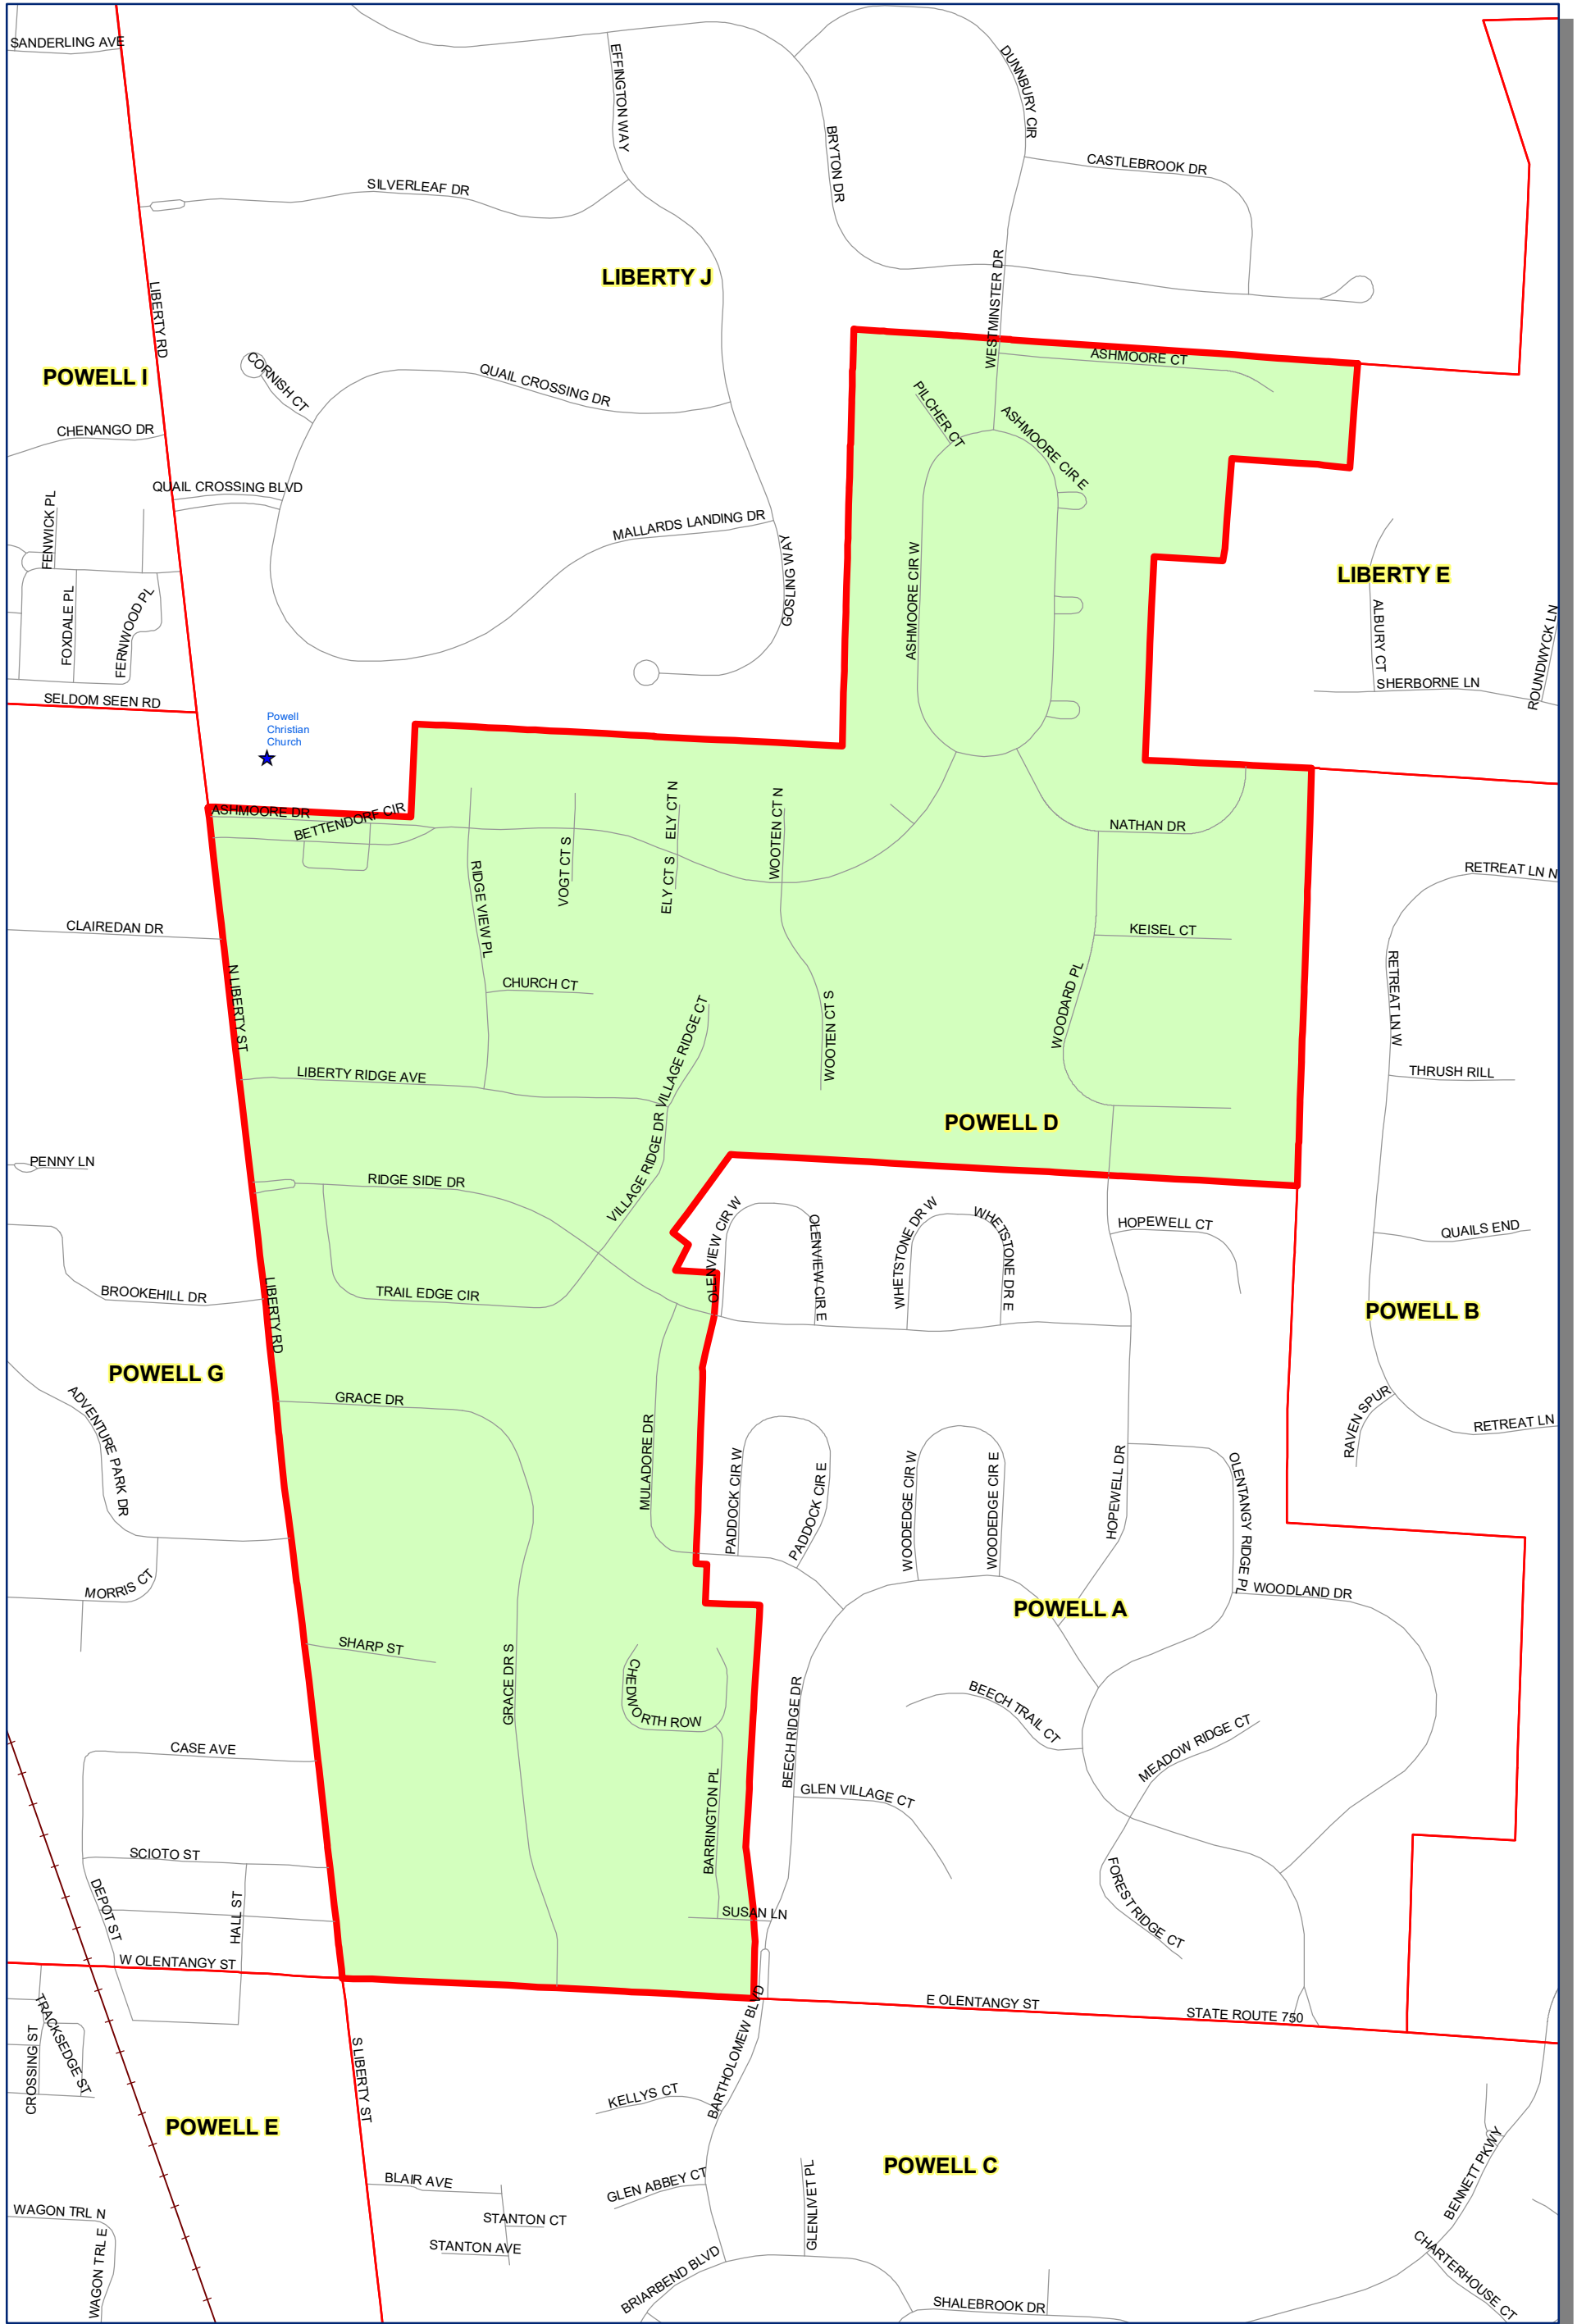 SANDERLING AVE
EFFINGTON WAY
DUNNBURY CIR
BRYTON DR
CASTLEBROOK DR
SILVERLEAF DR
LIBERTY J
WESTMINSTER DR
LIBERTY RD
POWELL I
CORNISH CT
QUAIL CROSSING DR
ASHMOORE CT
PILCHER CT
ASHMOORE CIR E
CHENANGO DR
QUAIL CROSSING BLVD
FENWICK PL
MALLARDS LANDING DR
GOSLING WAY
ASHMOORE CIR W
LIBERTY E
FOXDALE PL
FERNWOOD PL
ALBURY CT
ROUNDWYCK LN
SHERBORNE LN
SELDOM SEEN RD
Powell
Christian
Church
ASHMOORE DR
BETTENDORF CIR
ELY CT N
WOOTEN CT N
NATHAN DR
RIDGE VIEW PL
VOGT CT S
ELY CT S
RETREAT LN N
CLAIREDAN DR
KEISEL CT
N LIBERTY ST
CHURCH CT
RETREAT LN W
WOODARD PL
WOOTEN CT S
VILLAGE RIDGE CT
LIBERTY RIDGE AVE
THRUSH RILL
POWELL D
PENNY LN
VILLAGE RIDGE DR
RIDGE SIDE DR
OLENVIEW CIR W
OLENVIEW CIR E
WHETSTONE DR W
WHETSTONE DR E
HOPEWELL CT
QUAILS END
BROOKEHILL DR
LIBERTY RD
TRAIL EDGE CIR
POWELL B
POWELL G
ADVENTURE PARK DR
GRACE DR
MULADORE DR
PADDOCK CIR W
PADDOCK CIR E
WOODEDGE CIR W
WOODEDGE CIR E
HOPEWELL DR
OLENTANGY RIDGE PL
RAVEN SPUR
RETREAT LN
MORRIS CT
WOODLAND DR
POWELL A
SHARP ST
GRACE DR S
CHEDWORTH ROW
BEECH RIDGE DR
BEECH TRAIL CT
MEADOW RIDGE CT
CASE AVE
GLEN VILLAGE CT
BARRINGTON PL
SCIOTO ST
DEPOT ST
HALL ST
FOREST RIDGE CT
SUSAN LN
W OLENTANGY ST
E OLENTANGY ST
STATE ROUTE 750
CROSSING ST
TRACKSEDGE ST
S LIBERTY ST
BARTHOLOMEW BLVD
KELLYS CT
POWELL E
POWELL C
BENNETT PKWY
BLAIR AVE
GLEN ABBEY CT
GLENLIVET PL
WAGON TRL N
STANTON CT
WAGON TRL E
STANTON AVE
BRIARBEND BLVD
CHARTERHOUSE CT
SHALEBROOK DR